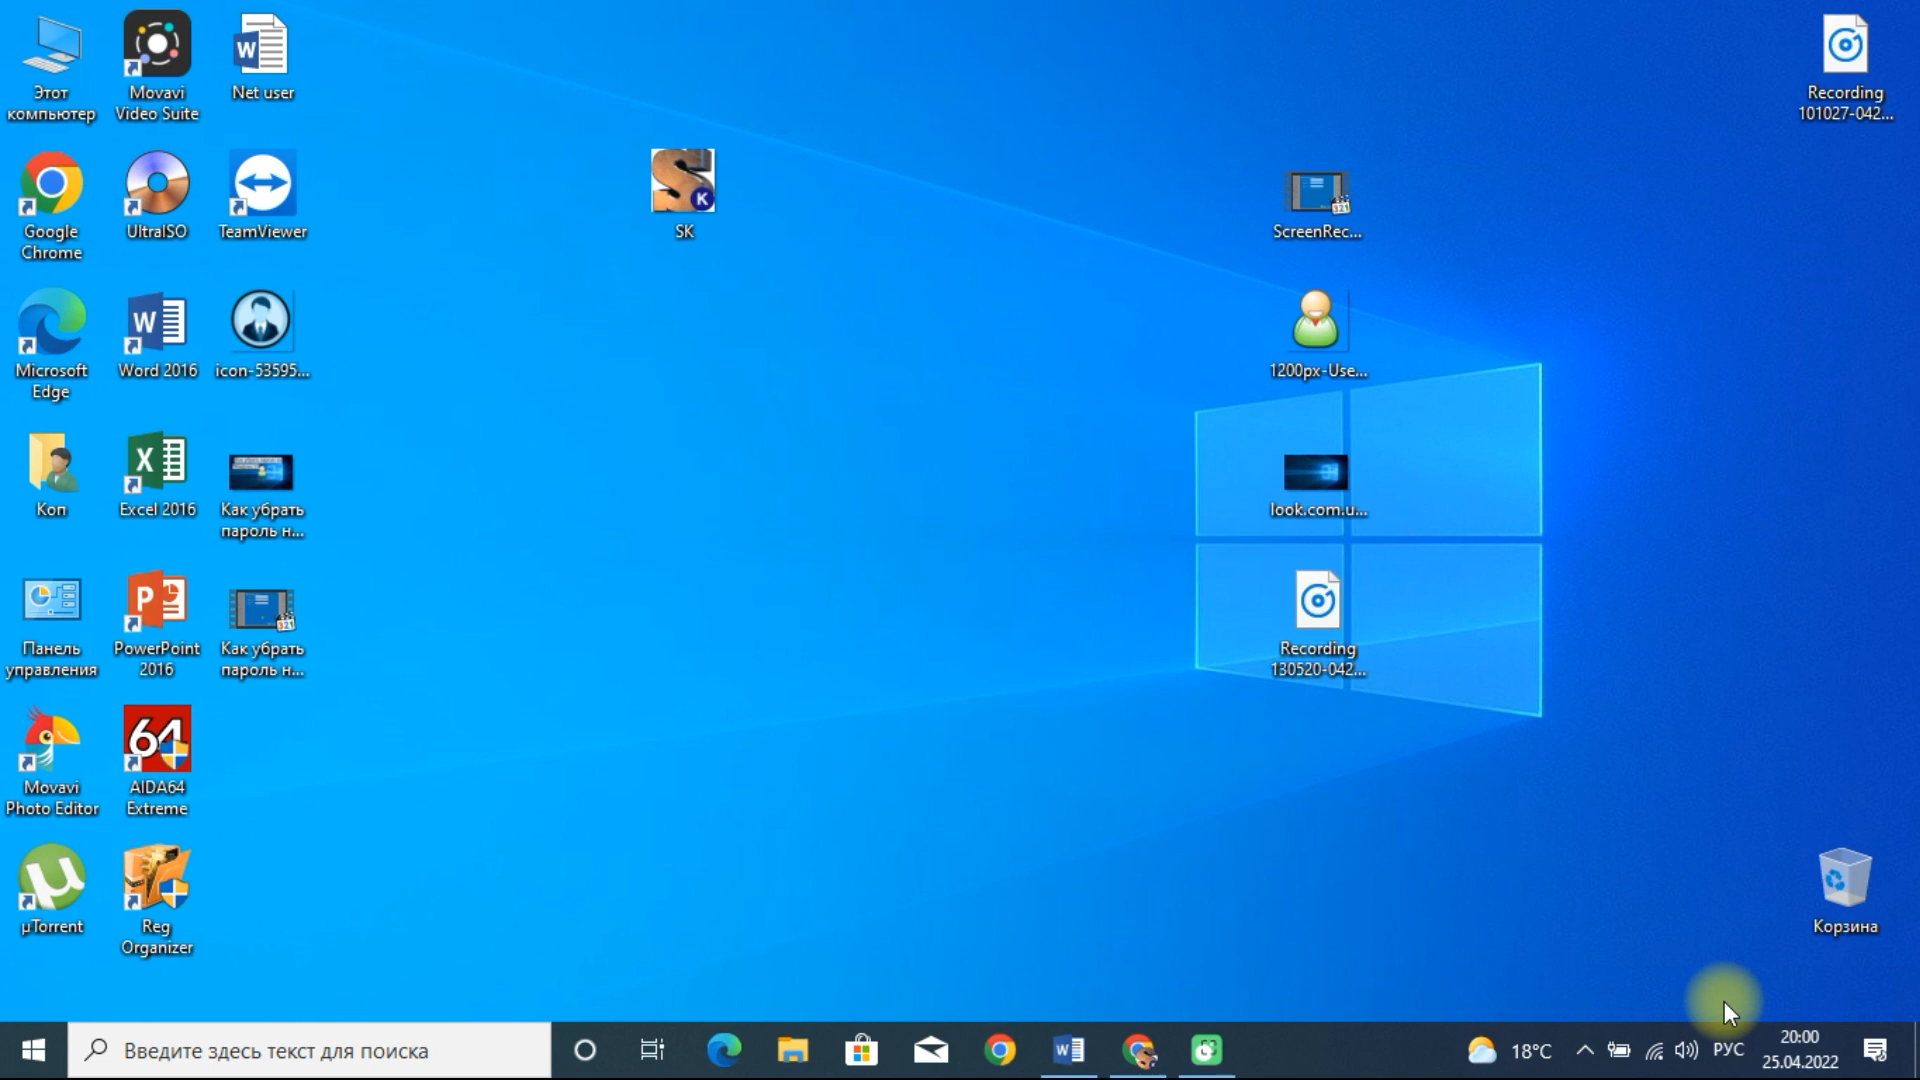 Этот
компьютер
Movavi
Video Suite
Net user
Recording
101027-042...
Google
Chrome
UltraISO
TeamViewer
SK
ScreenRec...
Microsoft
Edge
Word 2016
icon-53595...
1200px-Use...
Коп
Excel 2016
Как убрать
пароль н...
look.com.u...
Панель
управления
PowerPoint
2016
Как убрать
пароль н...
Recording
130520-042...
Movavi
Photo Editor
64
AIDA64
Extreme
µTorrent
Reg
Organizer
Корзина
Введите здесь текст для поиска
18°C
РУС
20:00
25.04.2022